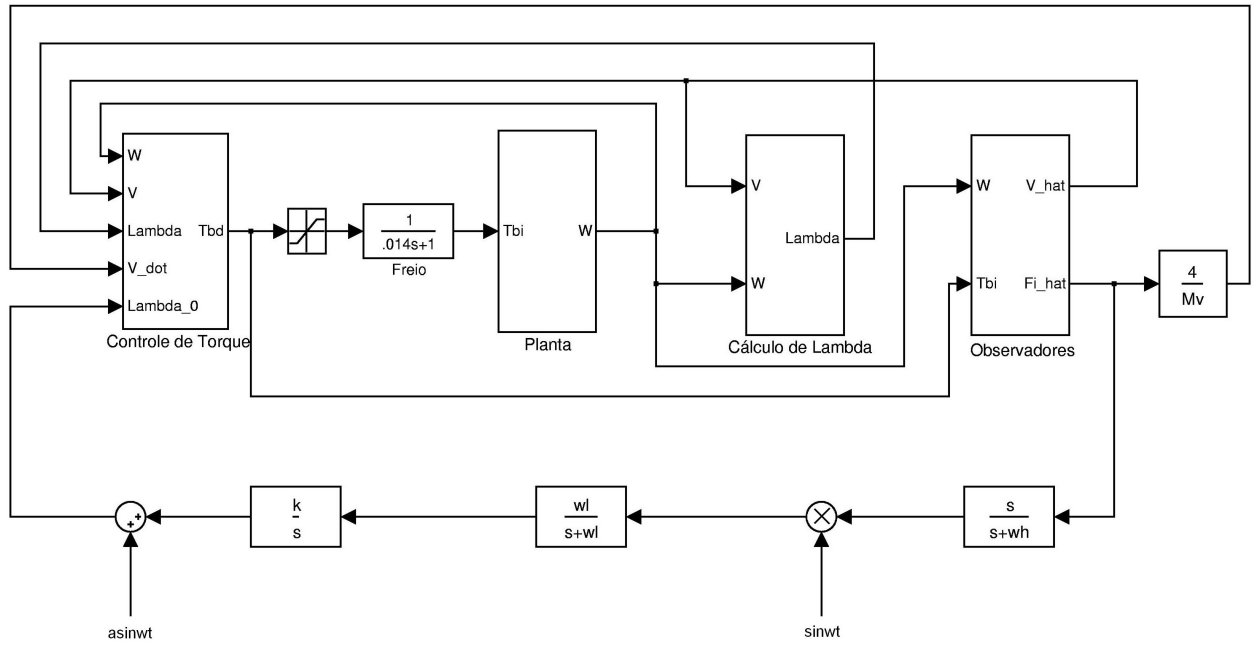 W
V
Lambda
V_dot
Lambda_0
Tbd
Controle de Torque
1
.014s+1
Freio
Tbi
W
Planta
V
W
Lambda
Cálculo de Lambda
W
Tbi
V_hat
Fi_hat
Observadores
4
Mv
+
+
k
s
wl
s+wl
s
s+wh
asinwt
sinwt